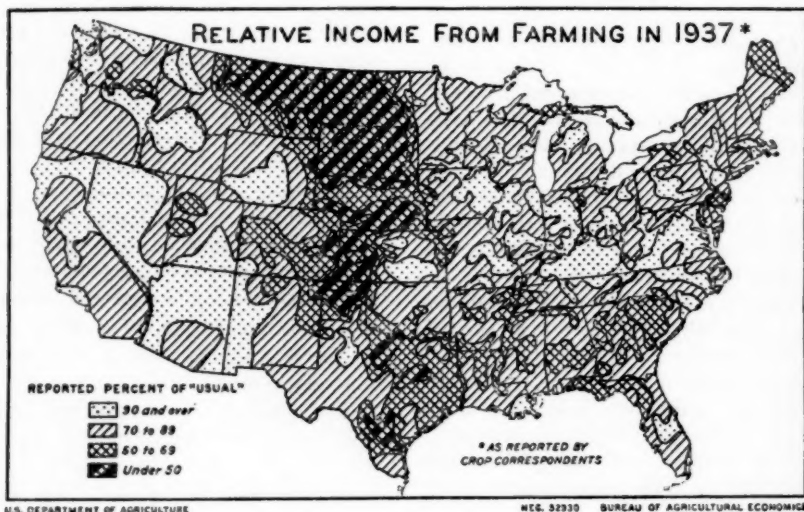 RELATIVE INCOME FROM FARMING IN 1937*
REPORTED PERCENT OF "USUAL"
90 and over
70 to 89
50 to 69
Under 50
* AS REPORTED BY
CROP CORRESPONDENTS
U.S. DEPARTMENT OF AGRICULTURE
NEG. 32930 BUREAU OF AGRICULTURAL ECONOMICS